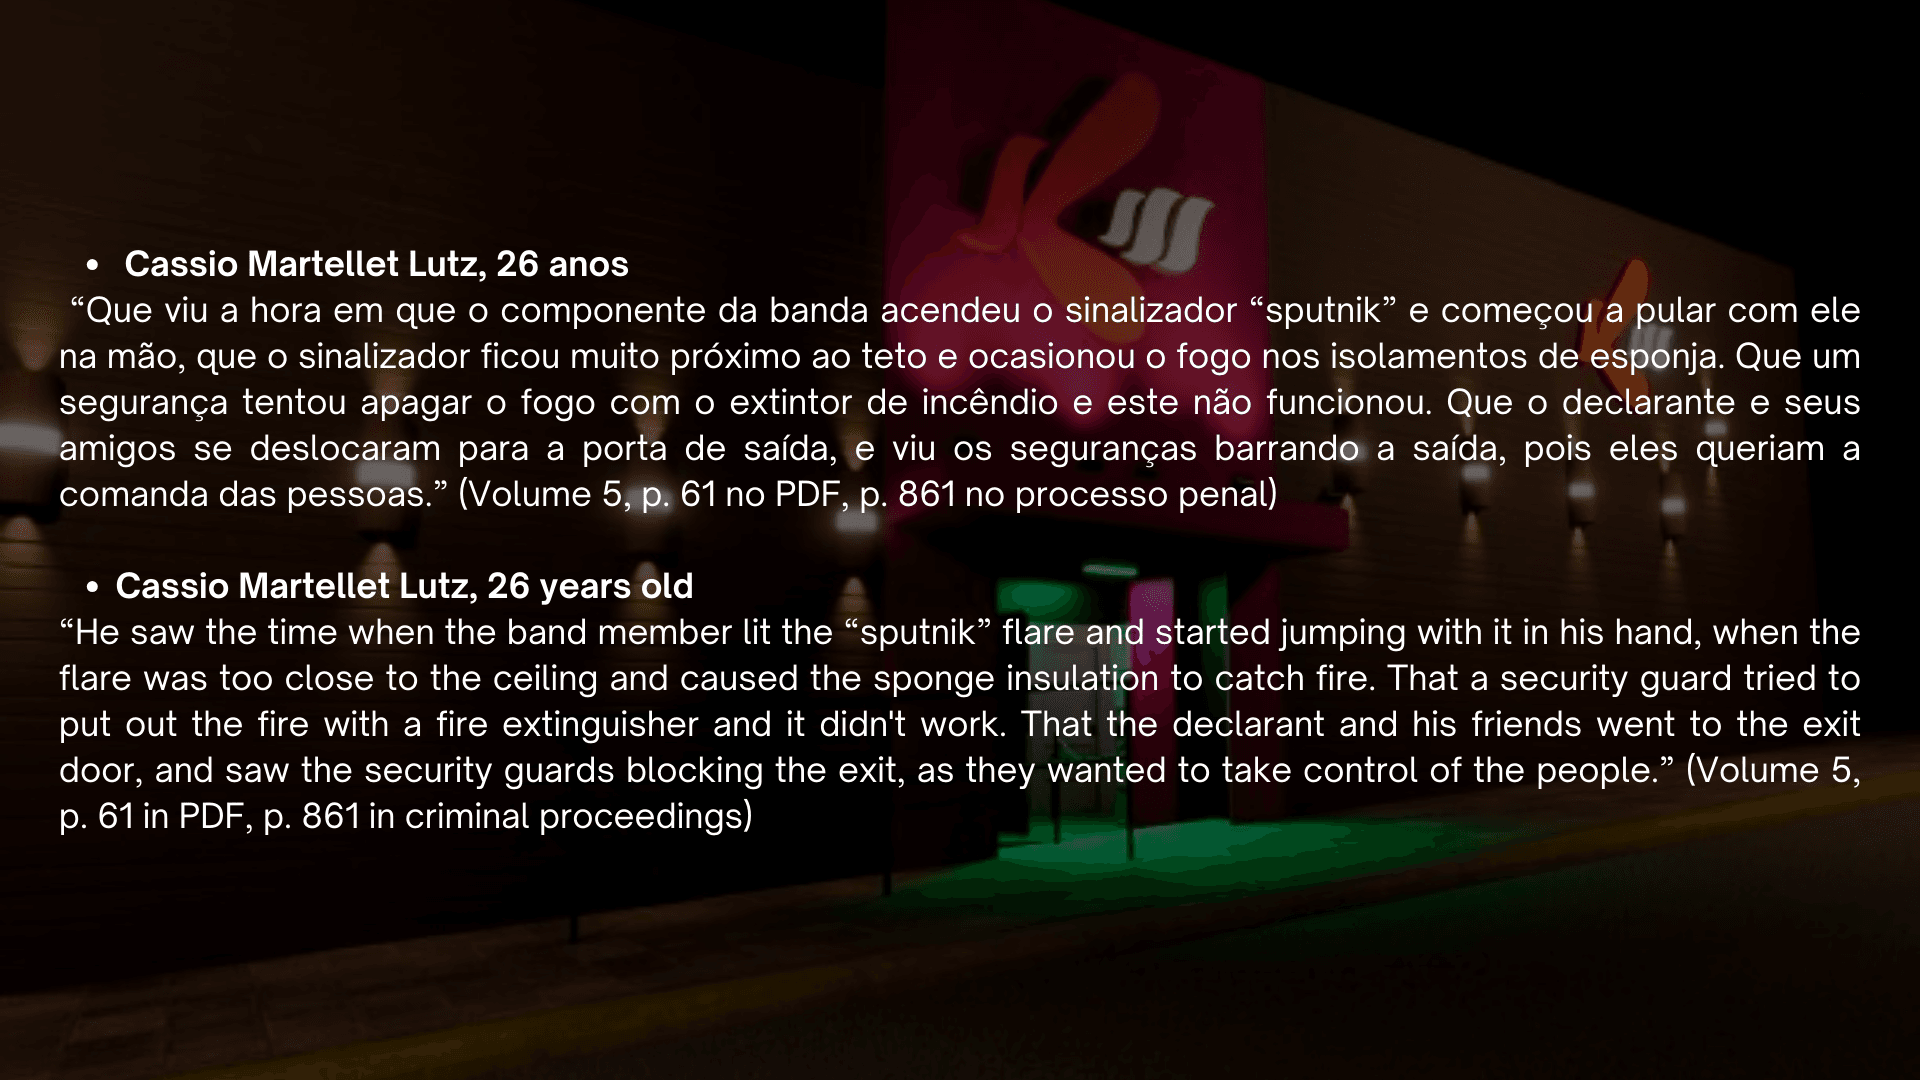 • Cassio Martellet Lutz, 26 anos
“Que viu a hora em que o componente da banda acendeu o sinalizador “sputnik” e começou a pular com ele
na mão, que o sinalizador ficou muito próximo ao teto e ocasionou o fogo nos isolamentos de esponja. Que um
segurança tentou apagar o fogo com o extintor de incêndio e este não funcionou. Que o declarante e seus
amigos se deslocaram para a porta de saída, e viu os seguranças barrando a saída, pois eles queriam a
comanda das pessoas.” (Volume 5, p. 61 no PDF, p. 861 no processo penal)
• Cassio Martellet Lutz, 26 years old
“He saw the time when the band member lit the “sputnik” flare and started jumping with it in his hand, when the
flare was too close to the ceiling and caused the sponge insulation to catch fire. That a security guard tried to
put out the fire with a fire extinguisher and it didn't work. That the declarant and his friends went to the exit
door, and saw the security guards blocking the exit, as they wanted to take control of the people.” (Volume 5,
p. 61 in PDF, p. 861 in criminal proceedings)